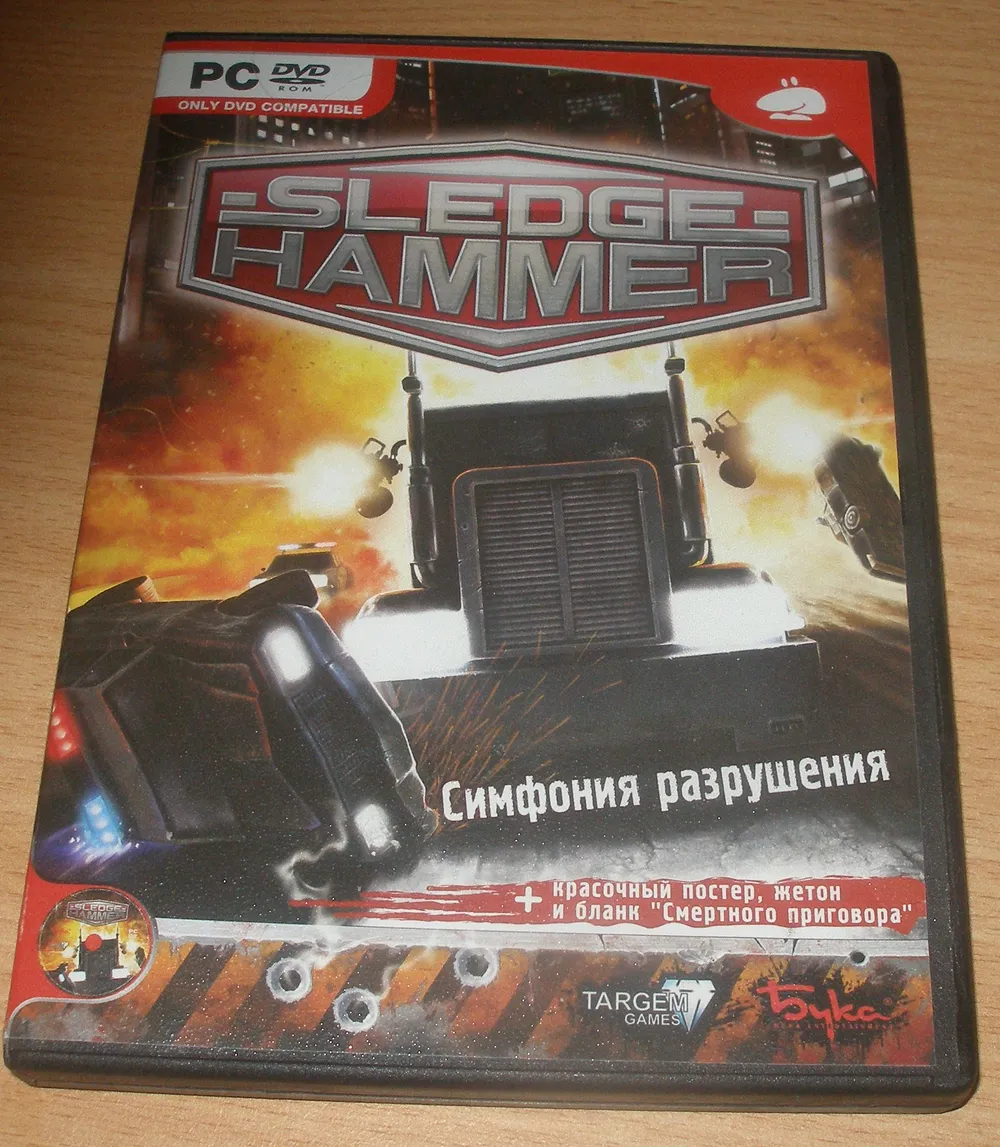 PC DVD
ROM
ONLY DVD COMPATIBLE
SLEDGE
HAMMER
Симфония разрушения
+ красочный постер, жетон
и бланк "Смертного приговора"
SLEDGE
HAMMER
TARGEM
GAMES
Бука